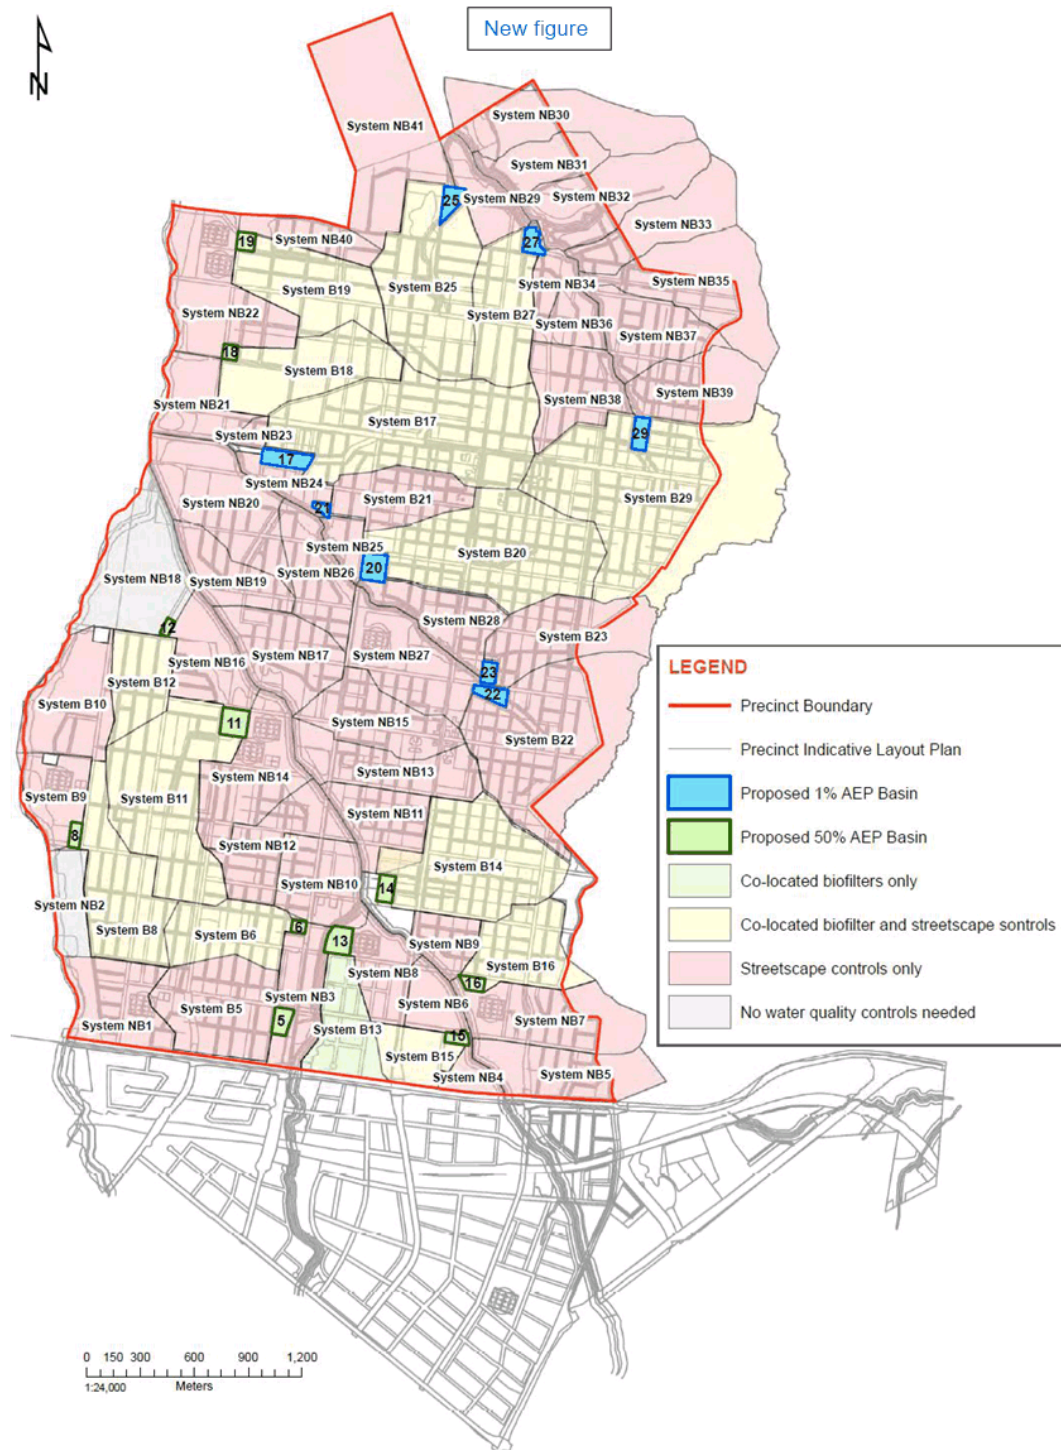 New figure
N
System NB41
System NB30
System NB31
System NB32
System NB29
25
System NB33
27
19
System NB40
System NB35
System B19
System B25
System NB34
System NB22
System B27
System NB36
System NB37
18
System B18
System NB39
System NB38
System NB21
System B17
System NB23
29
17
System NB24
System B21
System B29
System NB20
21
System NB25
System B20
20
System NB26
System NB18
System NB19
System NB28
12
System B23
System NB16
System NB17
System NB27
LEGEND
23
System B12
22
System B10
Precinct Boundary
11
System NB15
System B22
Precinct Indicative Layout Plan
System NB14
System NB13
System B9
System B11
Proposed 1% AEP Basin
System NB11
Proposed 50% AEP Basin
8
System NB12
System B14
System NB10
14
Co-located biofilters only
System NB2
System B8
System B6
6
Co-located biofilter and streetscape sontrols
13
System NB9
System B16
Streetscape controls only
System NB8
16
System NB3
System NB6
System B5
5
System NB7
No water quality controls needed
System NB1
System B13
15
System B15
System NB4
System NB5
0 150 300 600 900 1,200
1:24,000
Meters